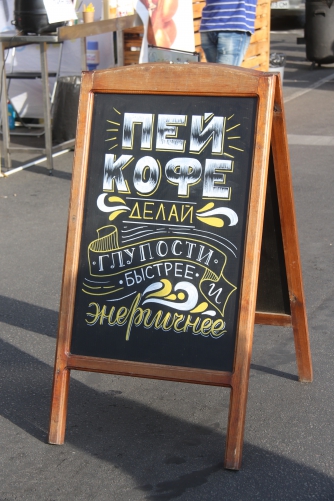 ПЕЙ
КОФЕ
ДЕЛАЙ
ГЛУПОСТИ
БЫСТРЕЕ И
энергичнее